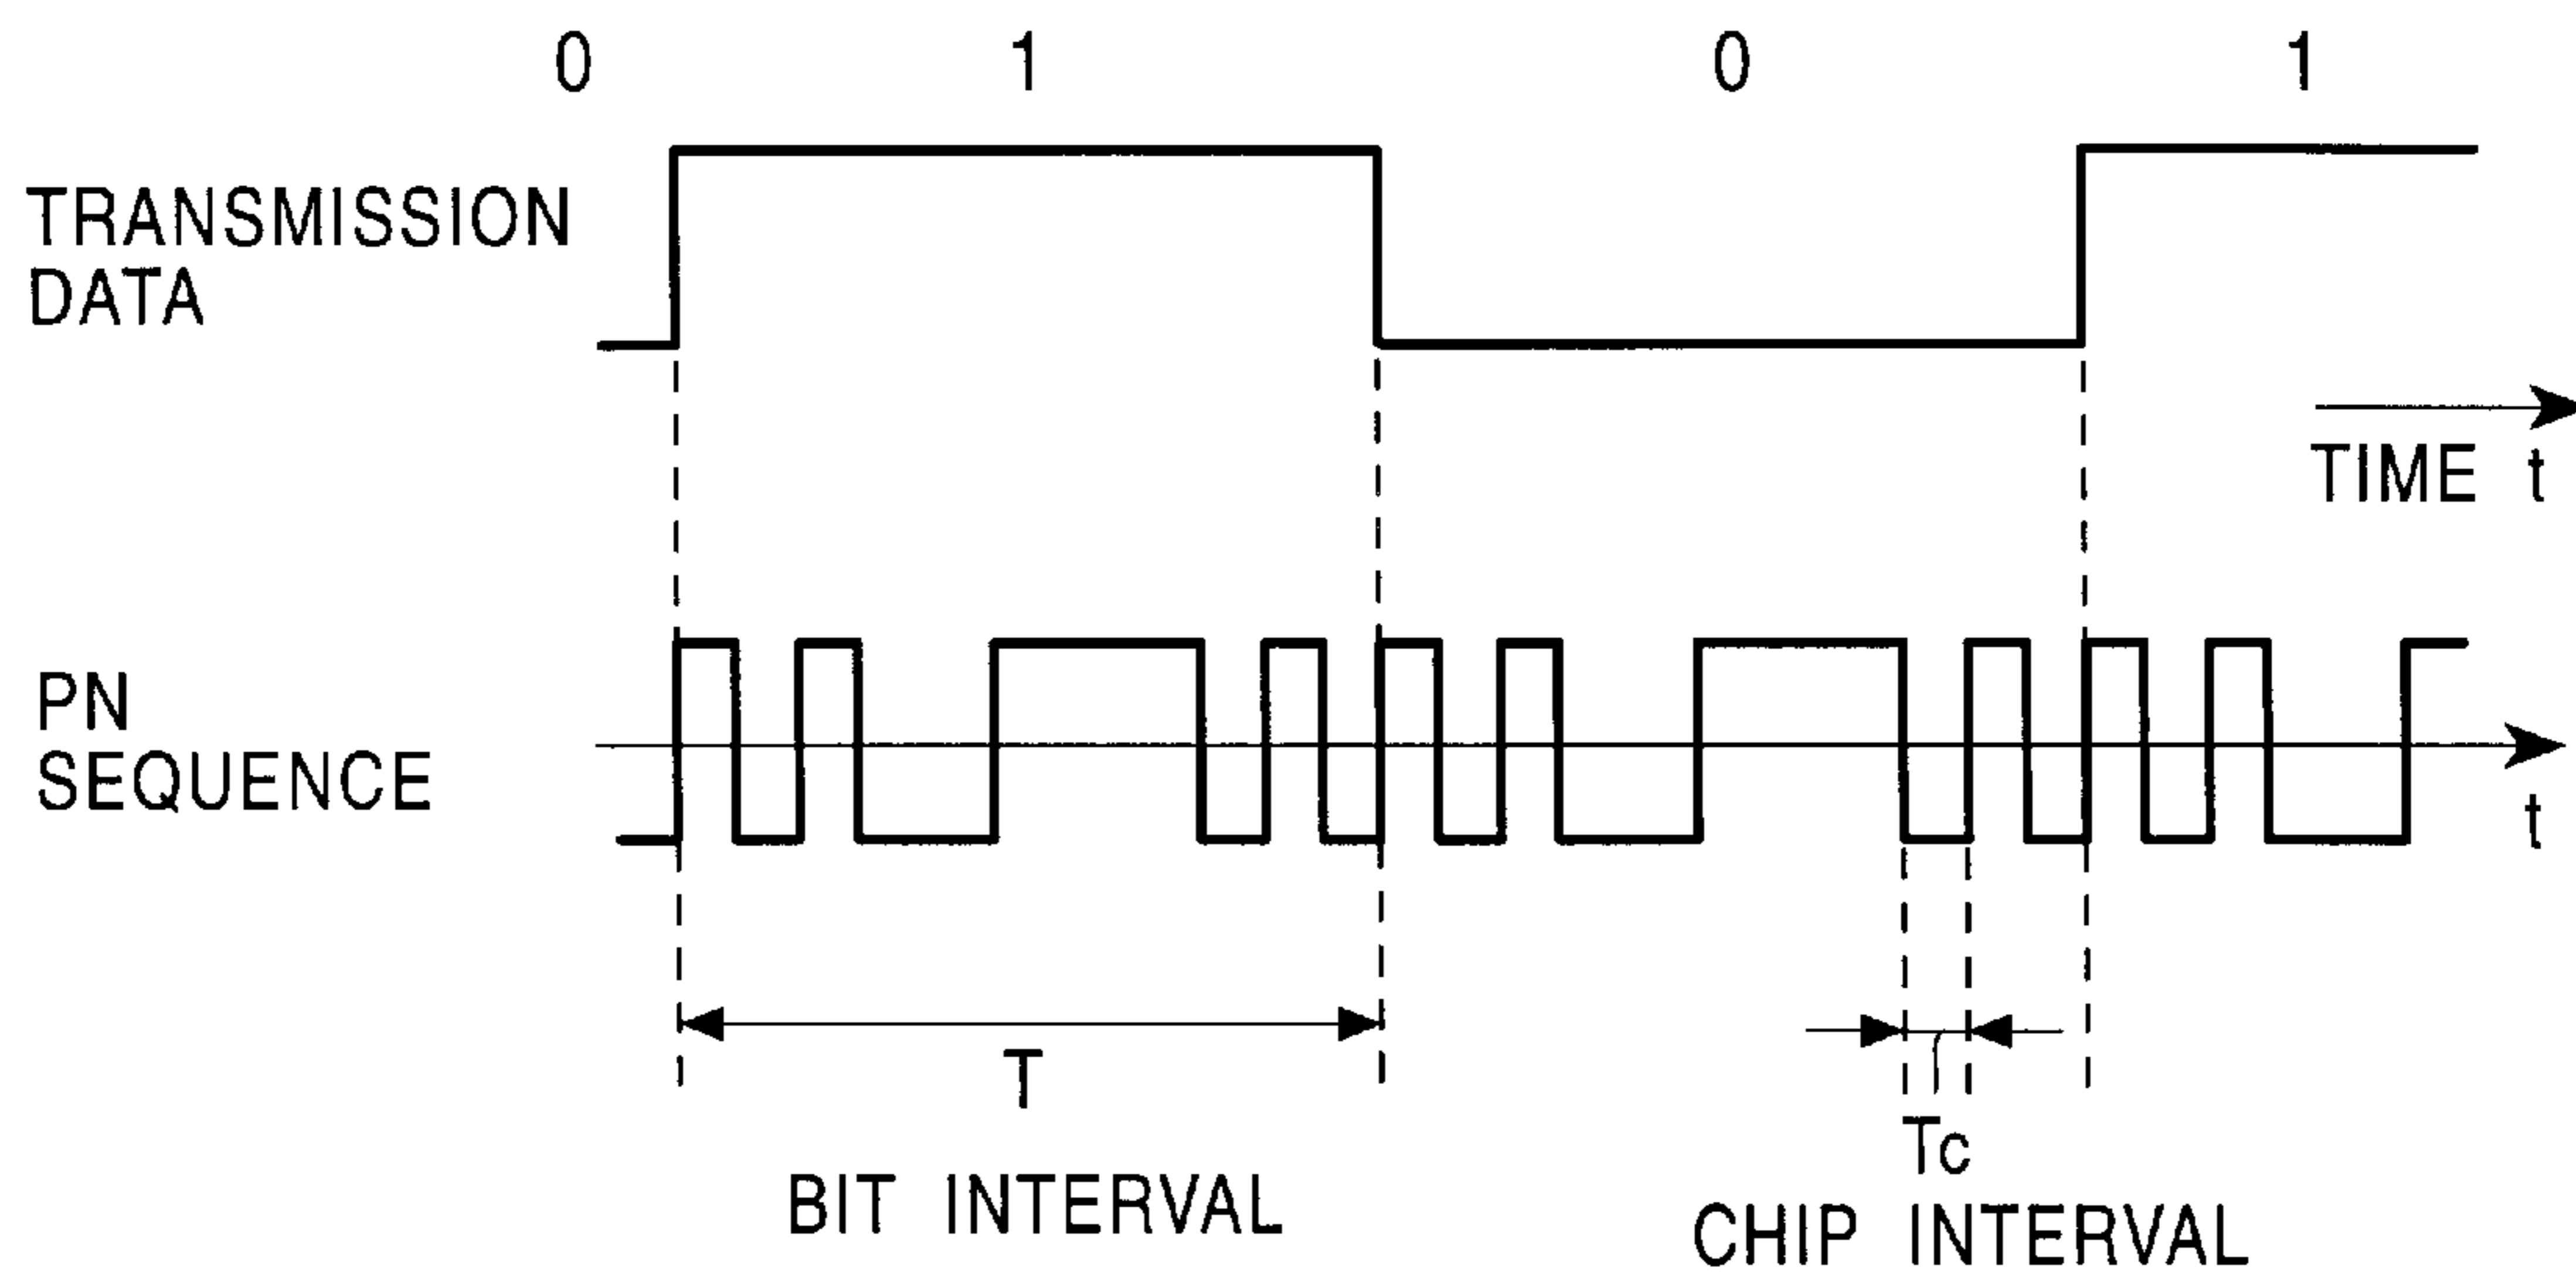 0 1 0 1
TRANSMISSION
DATA
TIME t
PN
SEQUENCE
t
T
Tc
BIT INTERVAL
CHIP INTERVAL